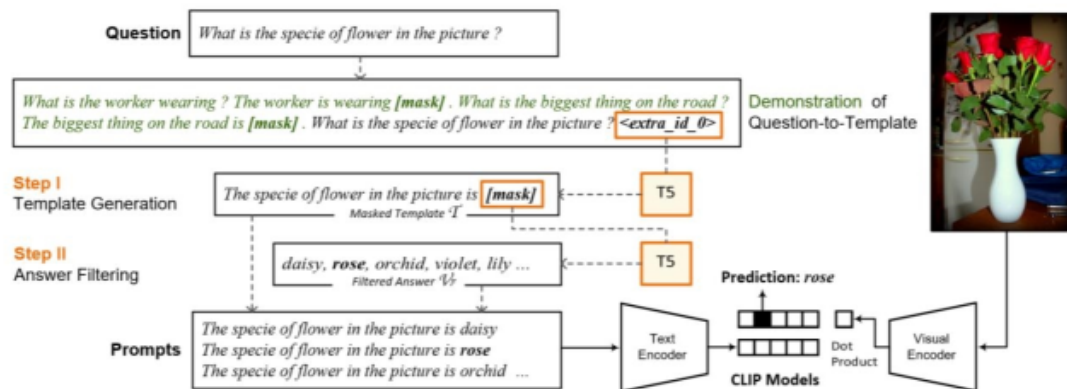 Question
What is the specie of flower in the picture ?
What is the worker wearing ? The worker is wearing [mask] . What is the biggest thing on the road ?
The biggest thing on the road is [mask] . What is the specie of flower in the picture ? <extra_id_0>
Demonstration of
Question-to-Template
Step I
Template Generation
The specie of flower in the picture is [mask]
Masked Template 𝒯
T5
Step II
Answer Filtering
daisy, rose, orchid, violet, lily ...
Filtered Answer 𝒱
T5
Prompts
The specie of flower in the picture is daisy
The specie of flower in the picture is rose
The specie of flower in the picture is orchid ...
Text
Encoder
Prediction: rose
Dot
Product
CLIP Models
Visual
Encoder